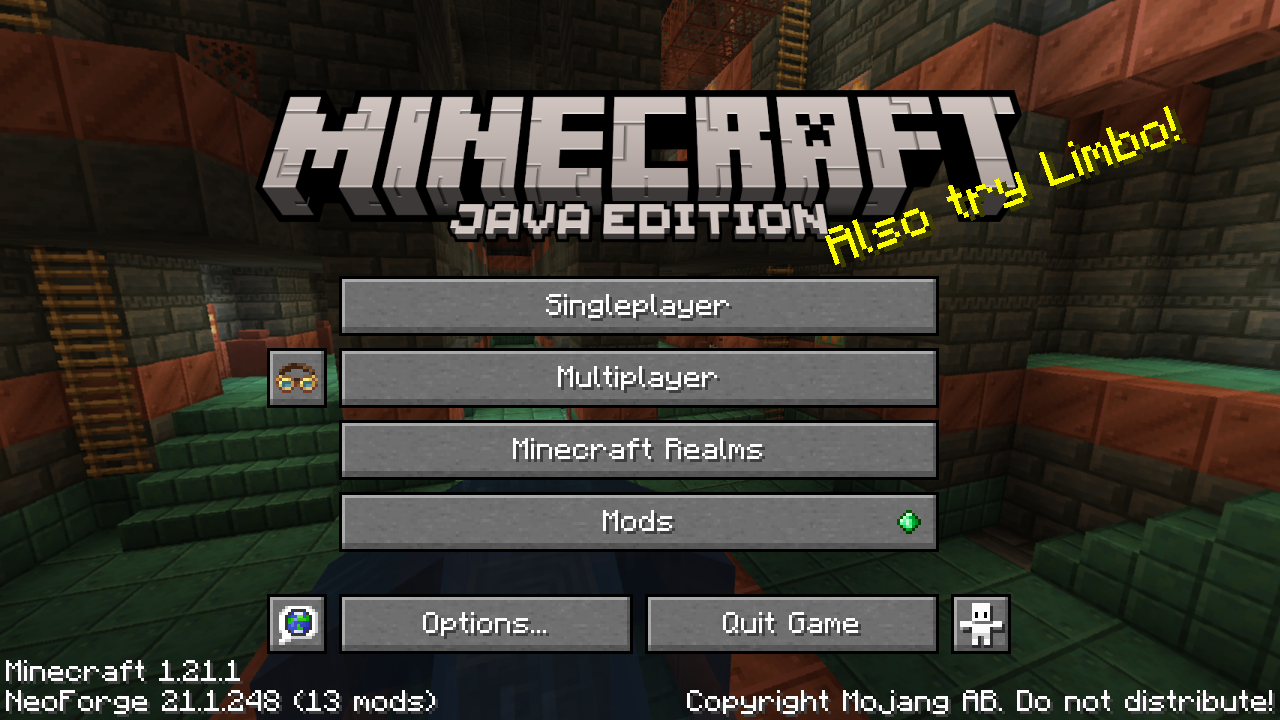 MINECRAFT
JAVA EDITION
Also try Limbo!
Singleplayer
Multiplayer
Minecraft Realms
Mods
Options...
Quit Game
Minecraft 1.21.1
NeoForge 21.1.248 (13 mods)
Copyright Mojang AB. Do not distribute!